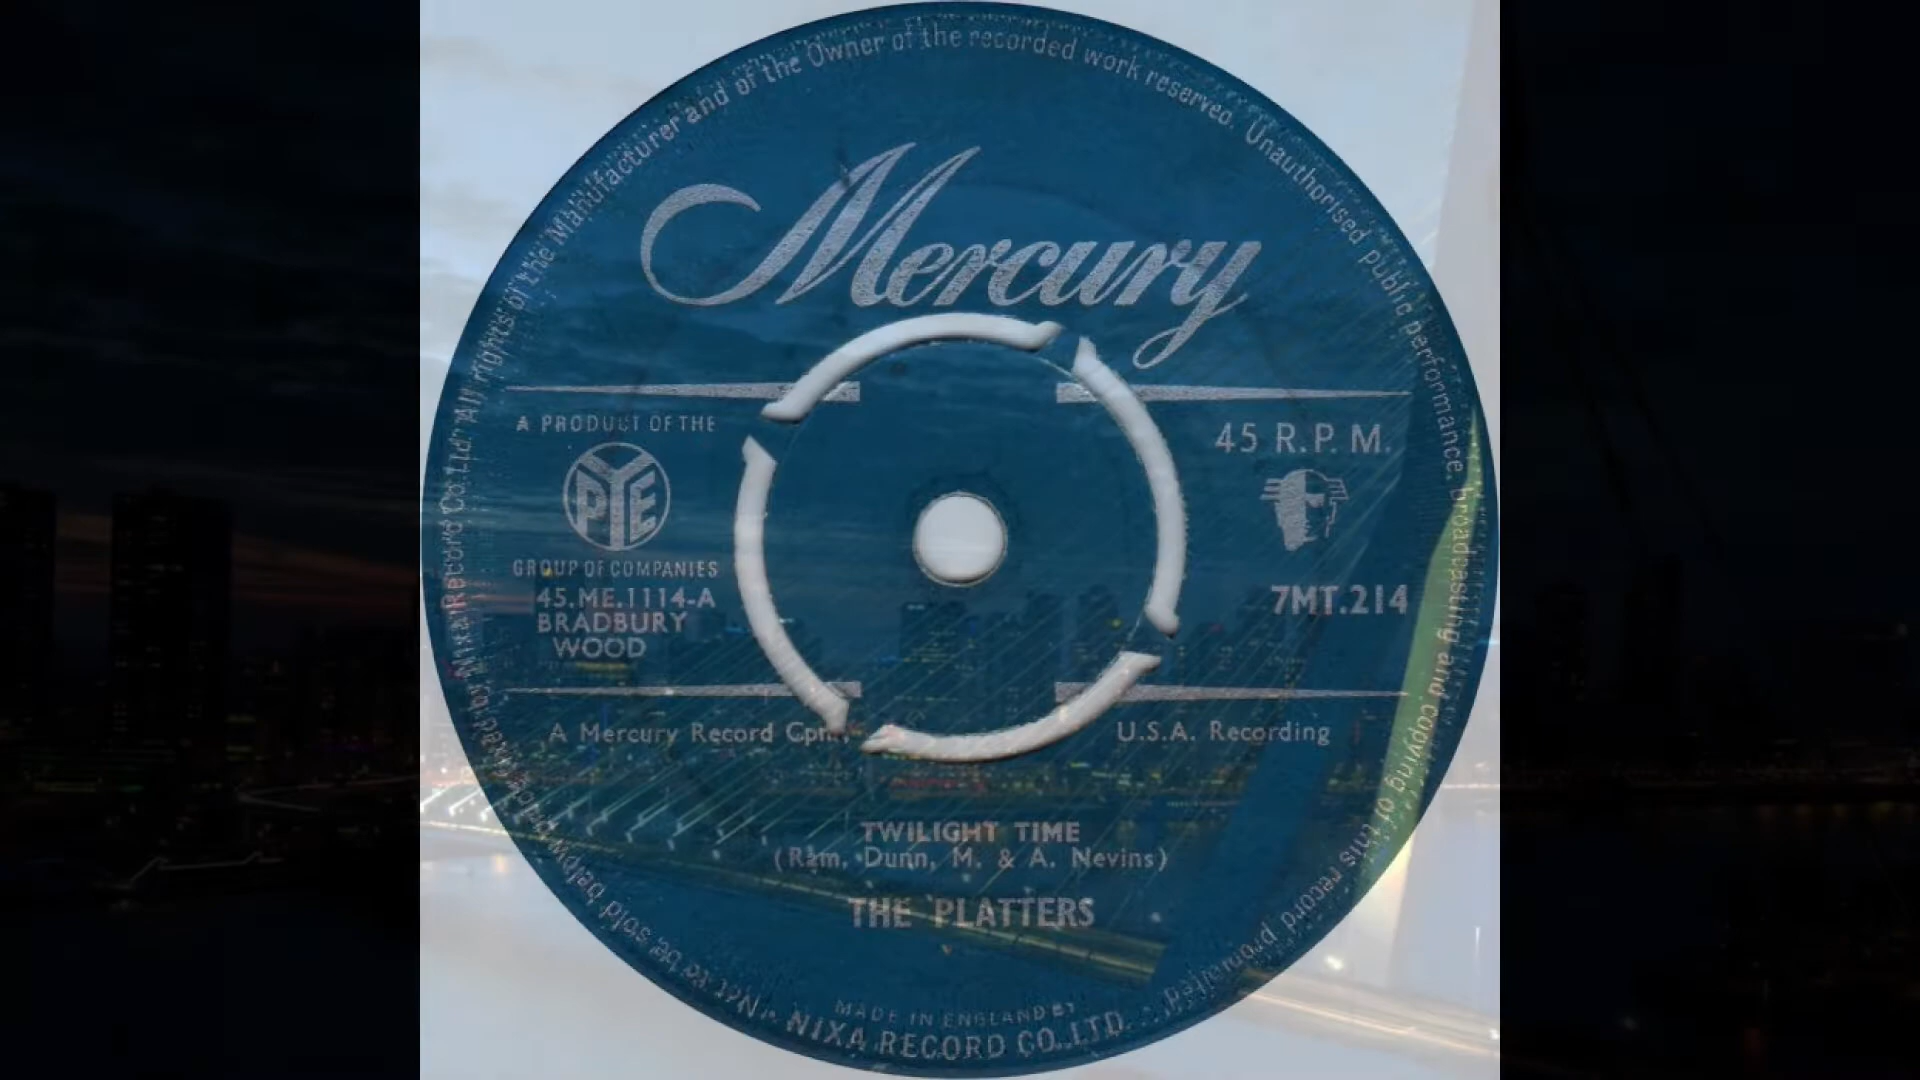 All rights of the Manufacturer and of the Owner of the recorded work reserved. Unauthorised public performance. broadcasting and copying of this record prohibited.
Mercury
A PRODUCT OF THE
PYE
GROUP OF COMPANIES
45.ME.1114-A
BRADBURY
WOOD
45 R.P.M.
7MT.214
A Mercury Record
U.S.A. Recording
TWILIGHT TIME
(Ram, Dunn, M. & A. Nevins)
THE PLATTERS
MADE IN ENGLAND BY
NIXA RECORD CO. LTD.